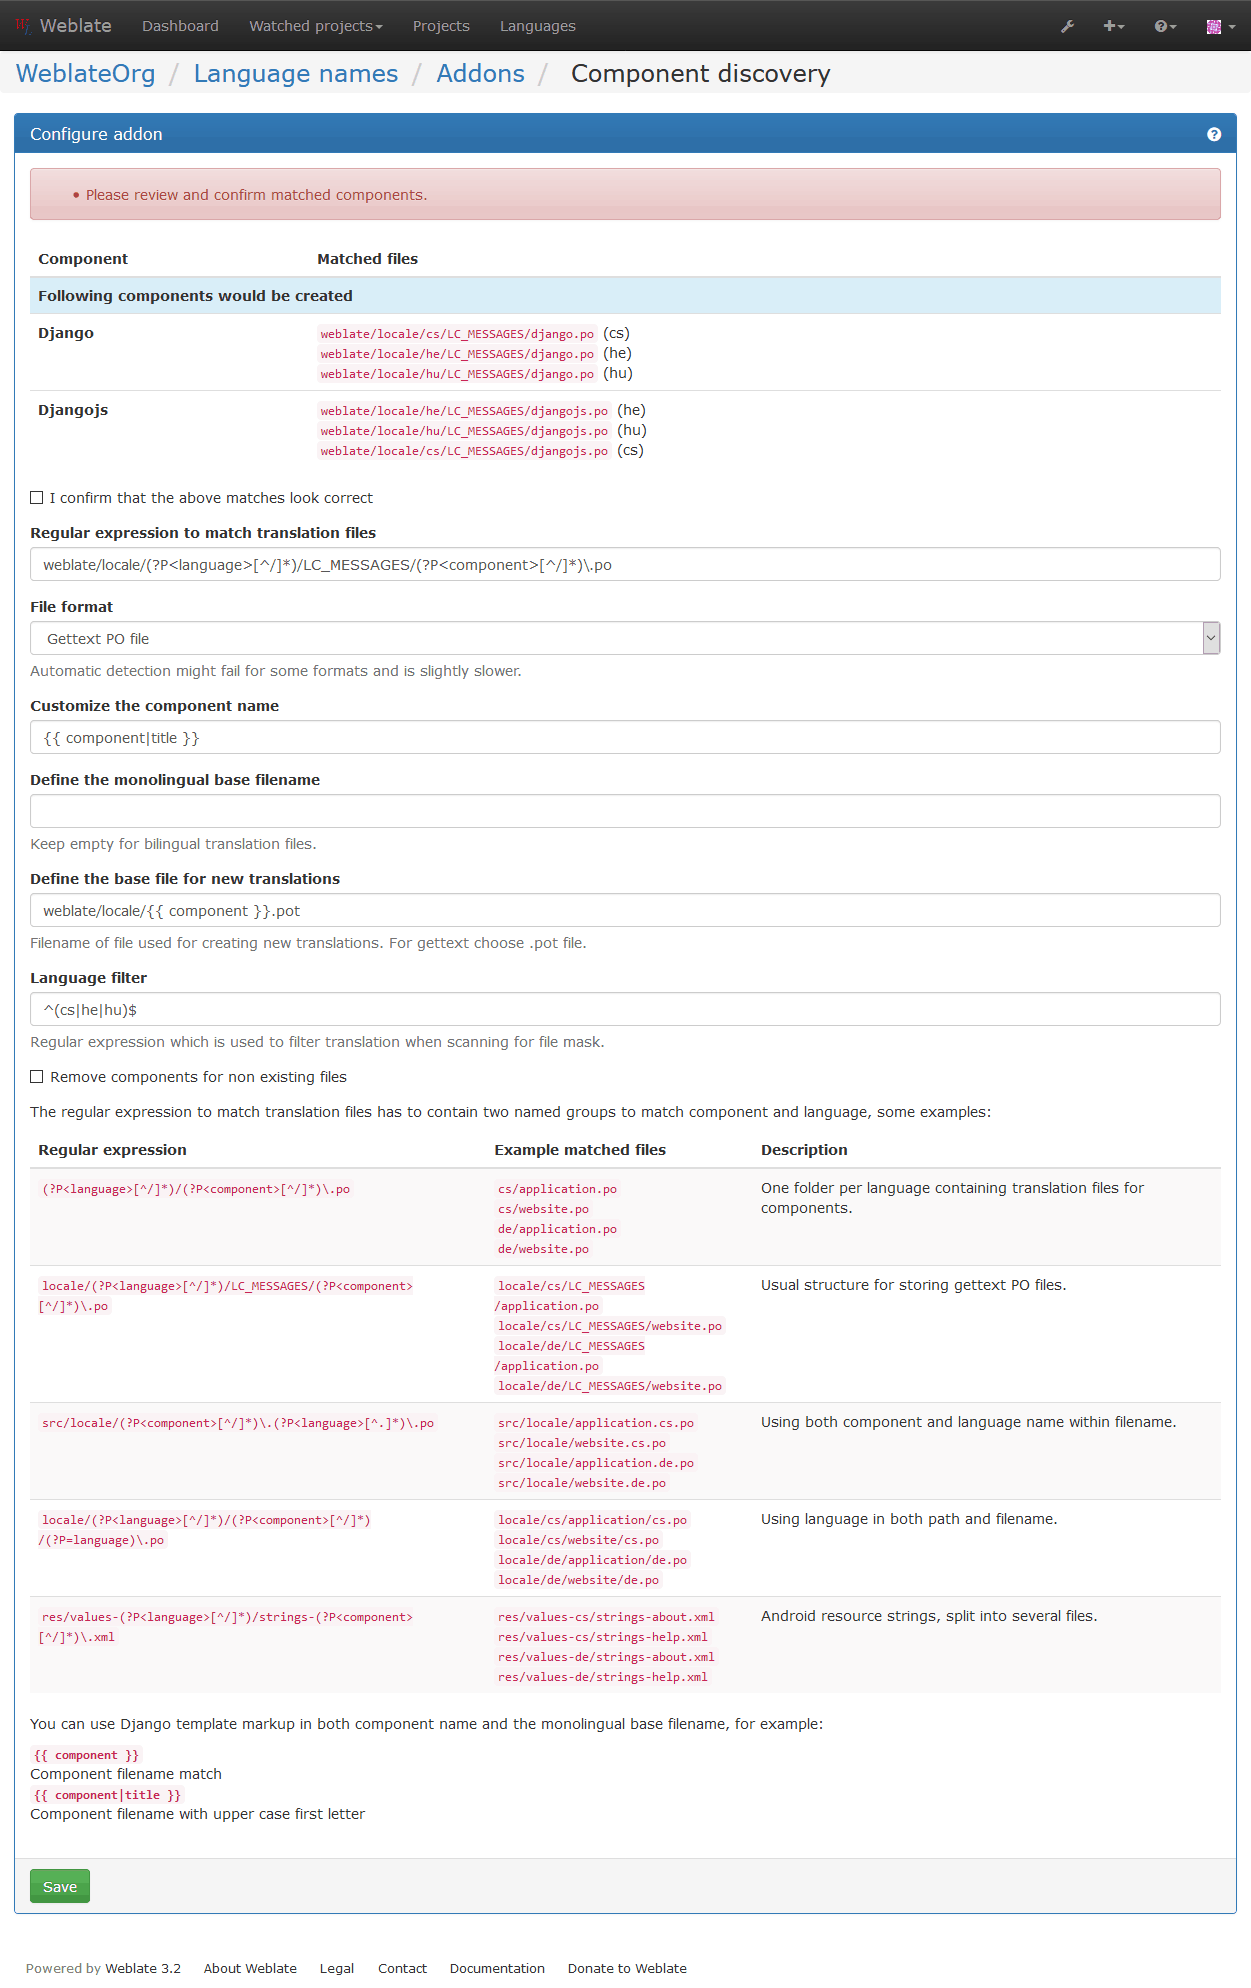 Weblate Dashboard Watched projects Projects Languages
WeblateOrg / Language names / Addons / Component discovery
Configure addon
• Please review and confirm matched components.
Component Matched files
Following components would be created
Django weblate/locale/cs/LC_MESSAGES/django.po (cs)
weblate/locale/he/LC_MESSAGES/django.po (he)
weblate/locale/hu/LC_MESSAGES/django.po (hu)
Djangojs weblate/locale/he/LC_MESSAGES/djangojs.po (he)
weblate/locale/hu/LC_MESSAGES/djangojs.po (hu)
weblate/locale/cs/LC_MESSAGES/djangojs.po (cs)
I confirm that the above matches look correct
Regular expression to match translation files
weblate/locale/(?P<language>[^/]*)/LC_MESSAGES/(?P<component>[^/]*)\.po
File format
Gettext PO file
Automatic detection might fail for some formats and is slightly slower.
Customize the component name
{{ component|title }}
Define the monolingual base filename
Keep empty for bilingual translation files.
Define the base file for new translations
weblate/locale/{{ component }}.pot
Filename of file used for creating new translations. For gettext choose .pot file.
Language filter
^(cs|he|hu)$
Regular expression which is used to filter translation when scanning for file mask.
Remove components for non existing files
The regular expression to match translation files has to contain two named groups to match component and language, some examples:
Regular expression Example matched files Description
(?P<language>[^/]*)/(?P<component>[^/]*)\.po cs/application.po One folder per language containing translation files for
cs/website.po components.
de/application.po
de/website.po
locale/(?P<language>[^/]*)/LC_MESSAGES/(?P<component> locale/cs/LC_MESSAGES Usual structure for storing gettext PO files.
[^/]*)\.po /application.po
locale/cs/LC_MESSAGES/website.po
locale/de/LC_MESSAGES
/application.po
locale/de/LC_MESSAGES/website.po
src/locale/(?P<component>[^/]*)\.(?P<language>[^.]*)\.po src/locale/application.cs.po Using both component and language name within filename.
src/locale/website.cs.po
src/locale/application.de.po
src/locale/website.de.po
locale/(?P<language>[^/]*)/(?P<component>[^/]*) locale/cs/application/cs.po Using language in both path and filename.
/(?P=language)\.po locale/cs/website/cs.po
locale/de/application/de.po
locale/de/website/de.po
res/values-(?P<language>[^/]*)/strings-(?P<component> res/values-cs/strings-about.xml Android resource strings, split into several files.
[^/]*)\.xml res/values-cs/strings-help.xml
res/values-de/strings-about.xml
res/values-de/strings-help.xml
You can use Django template markup in both component name and the monolingual base filename, for example:
{{ component }}
Component filename match
{{ component|title }}
Component filename with upper case first letter
Save
Powered by Weblate 3.2 About Weblate Legal Contact Documentation Donate to Weblate